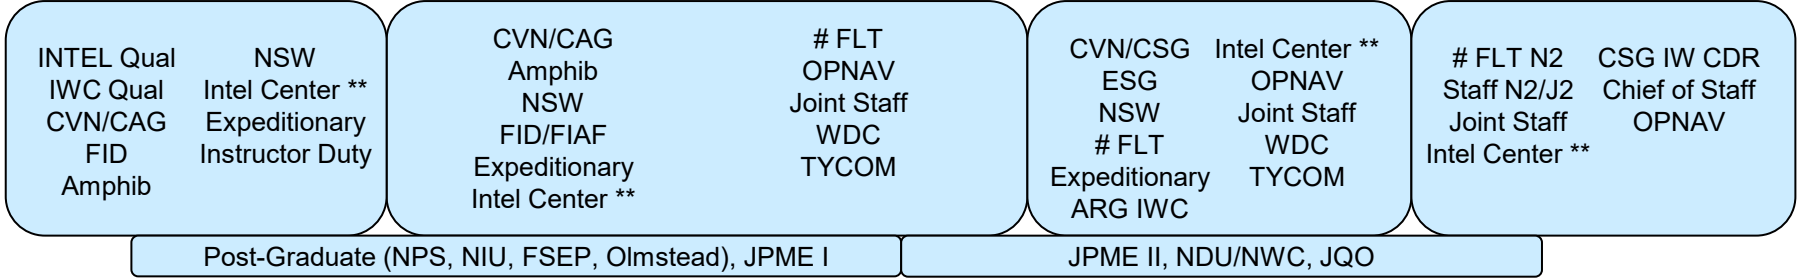 INTEL Qual
IWC Qual
CVN/CAG
FID
Amphib
NSW
Intel Center **
Expeditionary
Instructor Duty
CVN/CAG
Amphib
NSW
FID/FIAF
Expeditionary
Intel Center **
# FLT
OPNAV
Joint Staff
WDC
TYCOM
CVN/CSG
ESG
NSW
# FLT
Expeditionary
ARG IWC
Intel Center **
OPNAV
Joint Staff
WDC
TYCOM
# FLT N2
Staff N2/J2
Joint Staff
Intel Center **
CSG IW CDR
Chief of Staff
OPNAV
Post-Graduate (NPS, NIU, FSEP, Olmstead), JPME I
JPME II, NDU/NWC, JQO